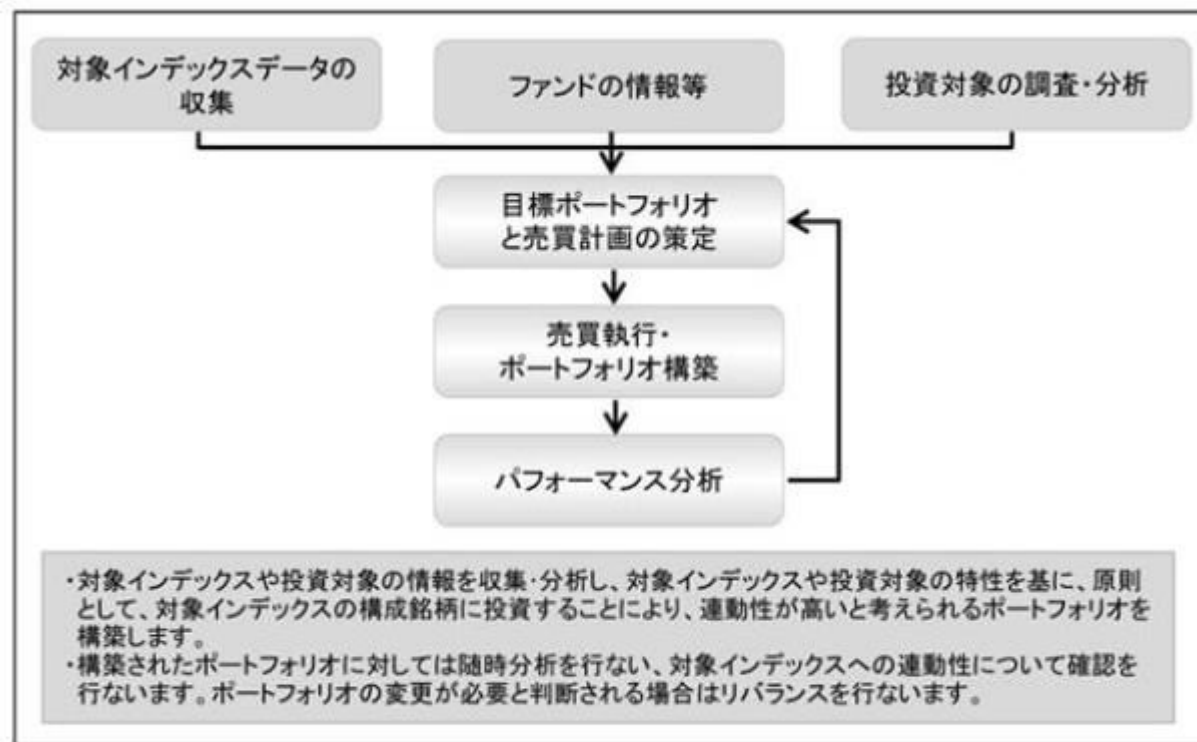 対象インデックスデータの
収集
ファンドの情報等
投資対象の調査・分析
目標ポートフォリオ
と売買計画の策定
売買執行・
ポートフォリオ構築
パフォーマンス分析
・対象インデックスや投資対象の情報を収集・分析し、対象インデックスや投資対象の特性を基に、原則
として、対象インデックスの構成銘柄に投資することにより、連動性が高いと考えられるポートフォリオを
構築します。
・構築されたポートフォリオに対しては随時分析を行ない、対象インデックスへの連動性について確認を
行ないます。ポートフォリオの変更が必要と判断される場合はリバランスを行ないます。